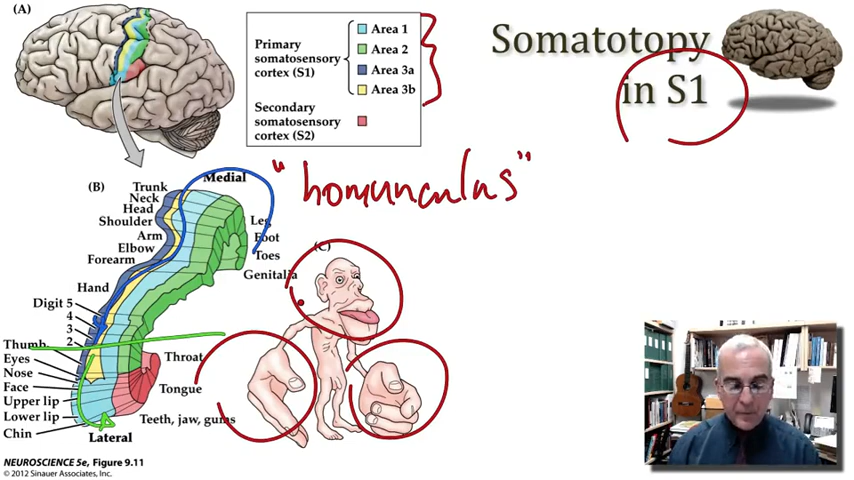 (A)
Primary
somatosensory
cortex (S1)
Area 1
Area 2
Area 3a
Area 3b
Secondary
somatosensory
cortex (S2)
Somatotopy
in S1
"homunculus"
(B)
Medial
Trunk
Neck
Head
Shoulder
Arm
Elbow
Forearm
Hand
Digit 5
4
3
2
Thumb
Eyes
Nose
Face
Upper lip
Lower lip
Chin
Lateral
Leg
Foot
Toes
Genitalia
Throat
Tongue
Teeth, jaw, gums
(C)
NEUROSCIENCE 5e, Figure 9.11
© 2012 Sinauer Associates, Inc.